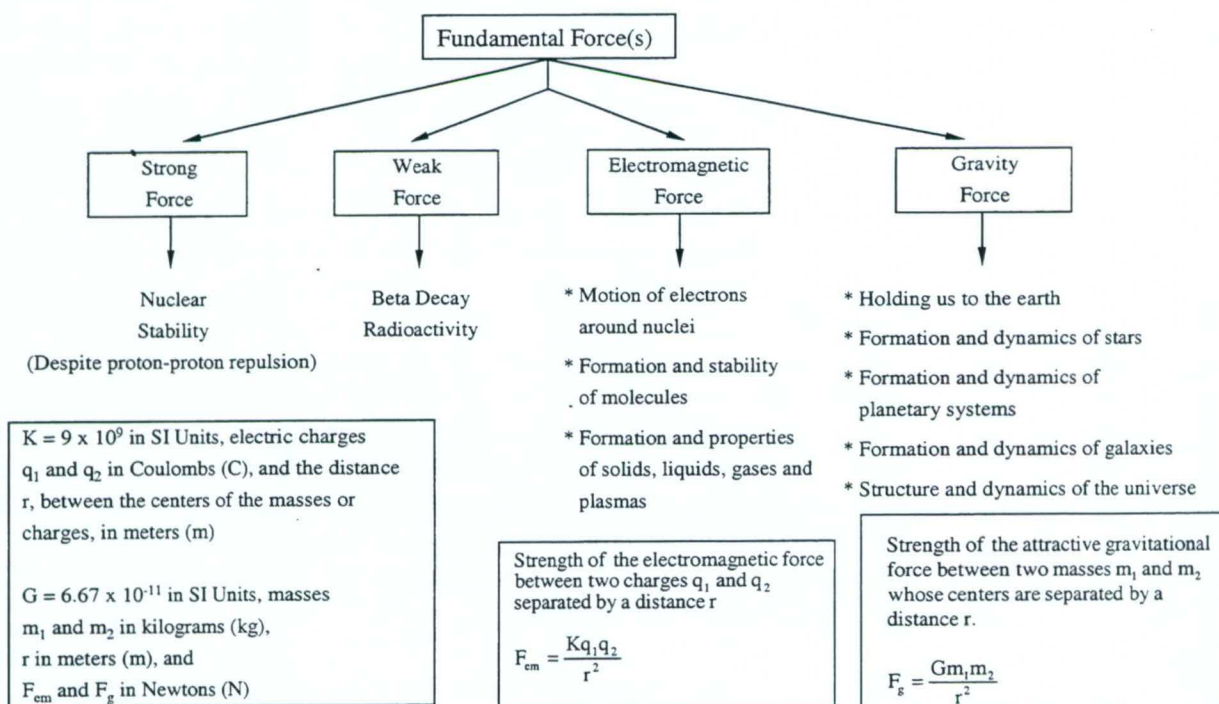 Fundamental Force(s)
Strong
Force
Weak
Force
Electromagnetic
Force
Gravity
Force
Nuclear
Stability
(Despite proton-proton repulsion)
Beta Decay
Radioactivity
* Motion of electrons
around nuclei
* Formation and stability
of molecules
* Formation and properties
of solids, liquids, gases and
plasmas
* Holding us to the earth
* Formation and dynamics of stars
* Formation and dynamics of
planetary systems
* Formation and dynamics of galaxies
* Structure and dynamics of the universe
K = 9 x 10⁹ in SI Units, electric charges
q₁ and q₂ in Coulombs (C), and the distance
r, between the centers of the masses or
charges, in meters (m)
G = 6.67 x 10⁻¹¹ in SI Units, masses
m₁ and m₂ in kilograms (kg),
r in meters (m), and
Fₑₘ and F_g in Newtons (N)
Strength of the electromagnetic force
between two charges q₁ and q₂
separated by a distance r
Fₑₘ = Kq₁q₂ / r²
Strength of the attractive gravitational
force between two masses m₁ and m₂
whose centers are separated by a
distance r.
F_g = Gm₁m₂ / r²